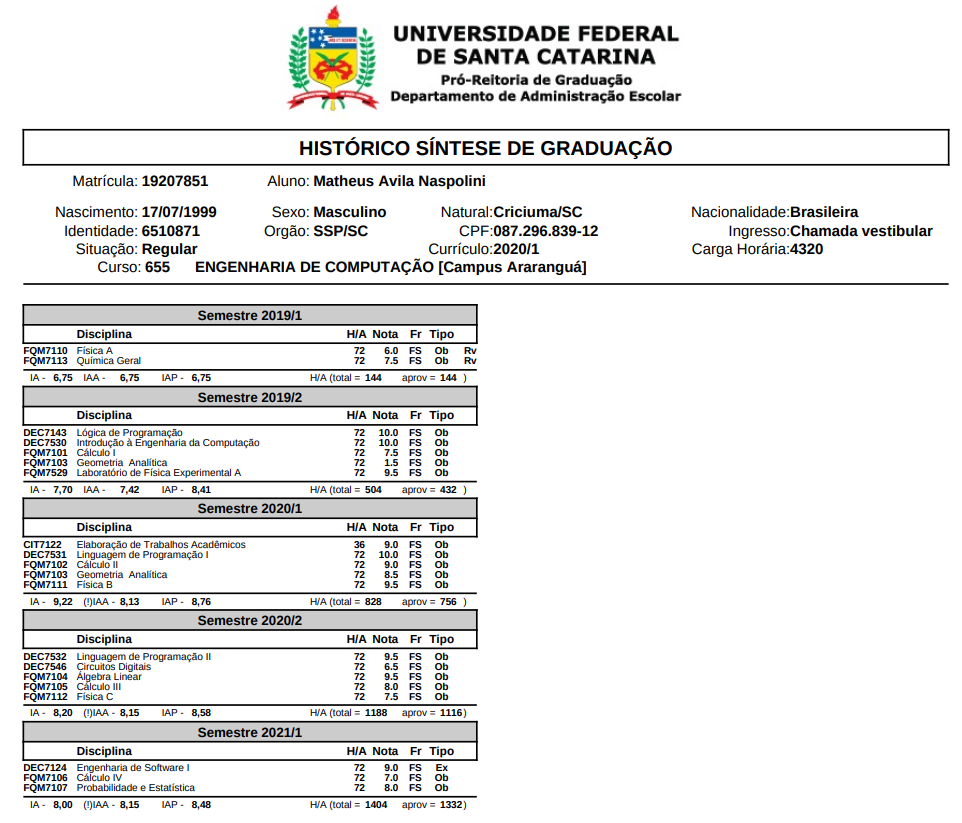 UNIVERSIDADE FEDERAL
DE SANTA CATARINA
Pró-Reitoria de Graduação
Departamento de Administração Escolar
HISTÓRICO SÍNTESE DE GRADUAÇÃO
Matrícula: 19207851 Aluno: Matheus Avila Naspolini
Nascimento: 17/07/1999 Sexo: Masculino Natural:Criciuma/SC Nacionalidade:Brasileira
Identidade: 6510871 Orgão: SSP/SC CPF:087.296.839-12 Ingresso:Chamada vestibular
Situação: Regular Currículo:2020/1 Carga Horária:4320
Curso: 655 ENGENHARIA DE COMPUTAÇÃO [Campus Araranguá]
Semestre 2019/1
Disciplina H/A Nota Fr Tipo
FQM7110 Física A 72 6.0 FS Ob Rv
FQM7113 Química Geral 72 7.5 FS Ob Rv
IA - 6,75 IAA - 6,75 IAP - 6,75 H/A (total = 144 aprov = 144 )
Semestre 2019/2
Disciplina H/A Nota Fr Tipo
DEC7143 Lógica de Programação 72 10.0 FS Ob
DEC7530 Introdução à Engenharia da Computação 72 10.0 FS Ob
FQM7101 Cálculo I 72 7.5 FS Ob
FQM7103 Geometria Analítica 72 1.5 FS Ob
FQM7529 Laboratório de Física Experimental A 72 9.5 FS Ob
IA - 7,70 IAA - 7,42 IAP - 8,41 H/A (total = 504 aprov = 432 )
Semestre 2020/1
Disciplina H/A Nota Fr Tipo
CIT7122 Elaboração de Trabalhos Acadêmicos 36 9.0 FS Ob
DEC7531 Linguagem de Programação I 72 10.0 FS Ob
FQM7102 Cálculo II 72 9.0 FS Ob
FQM7103 Geometria Analítica 72 8.5 FS Ob
FQM7111 Física B 72 9.5 FS Ob
IA - 9,22 (!)IAA - 8,13 IAP - 8,76 H/A (total = 828 aprov = 756 )
Semestre 2020/2
Disciplina H/A Nota Fr Tipo
DEC7532 Linguagem de Programação II 72 9.5 FS Ob
DEC7546 Circuitos Digitais 72 6.5 FS Ob
FQM7104 Álgebra Linear 72 9.5 FS Ob
FQM7105 Cálculo III 72 8.0 FS Ob
FQM7112 Física C 72 7.5 FS Ob
IA - 8,20 (!)IAA - 8,15 IAP - 8,58 H/A (total = 1188 aprov = 1116 )
Semestre 2021/1
Disciplina H/A Nota Fr Tipo
DEC7124 Engenharia de Software I 72 9.0 FS Ex
FQM7106 Cálculo IV 72 7.0 FS Ob
FQM7107 Probabilidade e Estatística 72 8.0 FS Ob
IA - 8,00 (!)IAA - 8,15 IAP - 8,48 H/A (total = 1404 aprov = 1332 )